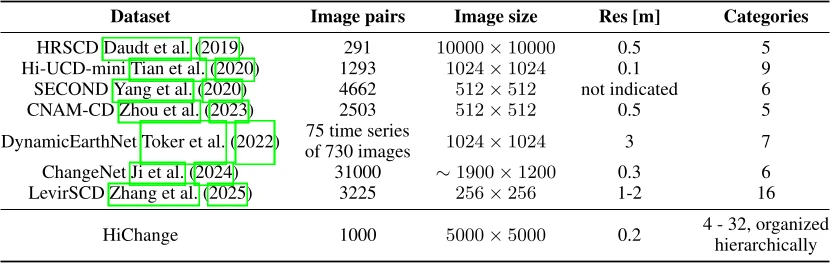 Dataset Image pairs Image size Res [m] Categories
HRSCD Daudt et al. (2019) 291 10000 × 10000 0.5 5
Hi-UCD-mini Tian et al. (2020) 1293 1024 × 1024 0.1 9
SECOND Yang et al. (2020) 4662 512 × 512 not indicated 6
CNAM-CD Zhou et al. (2023) 2503 512 × 512 0.5 5
DynamicEarthNet Toker et al. (2022) 75 time series of 730 images 1024 × 1024 3 7
ChangeNet Ji et al. (2024) 31000 ∼ 1900 × 1200 0.3 6
LevirSCD Zhang et al. (2025) 3225 256 × 256 1-2 16
HiChange 1000 5000 × 5000 0.2 4 - 32, organized hierarchically